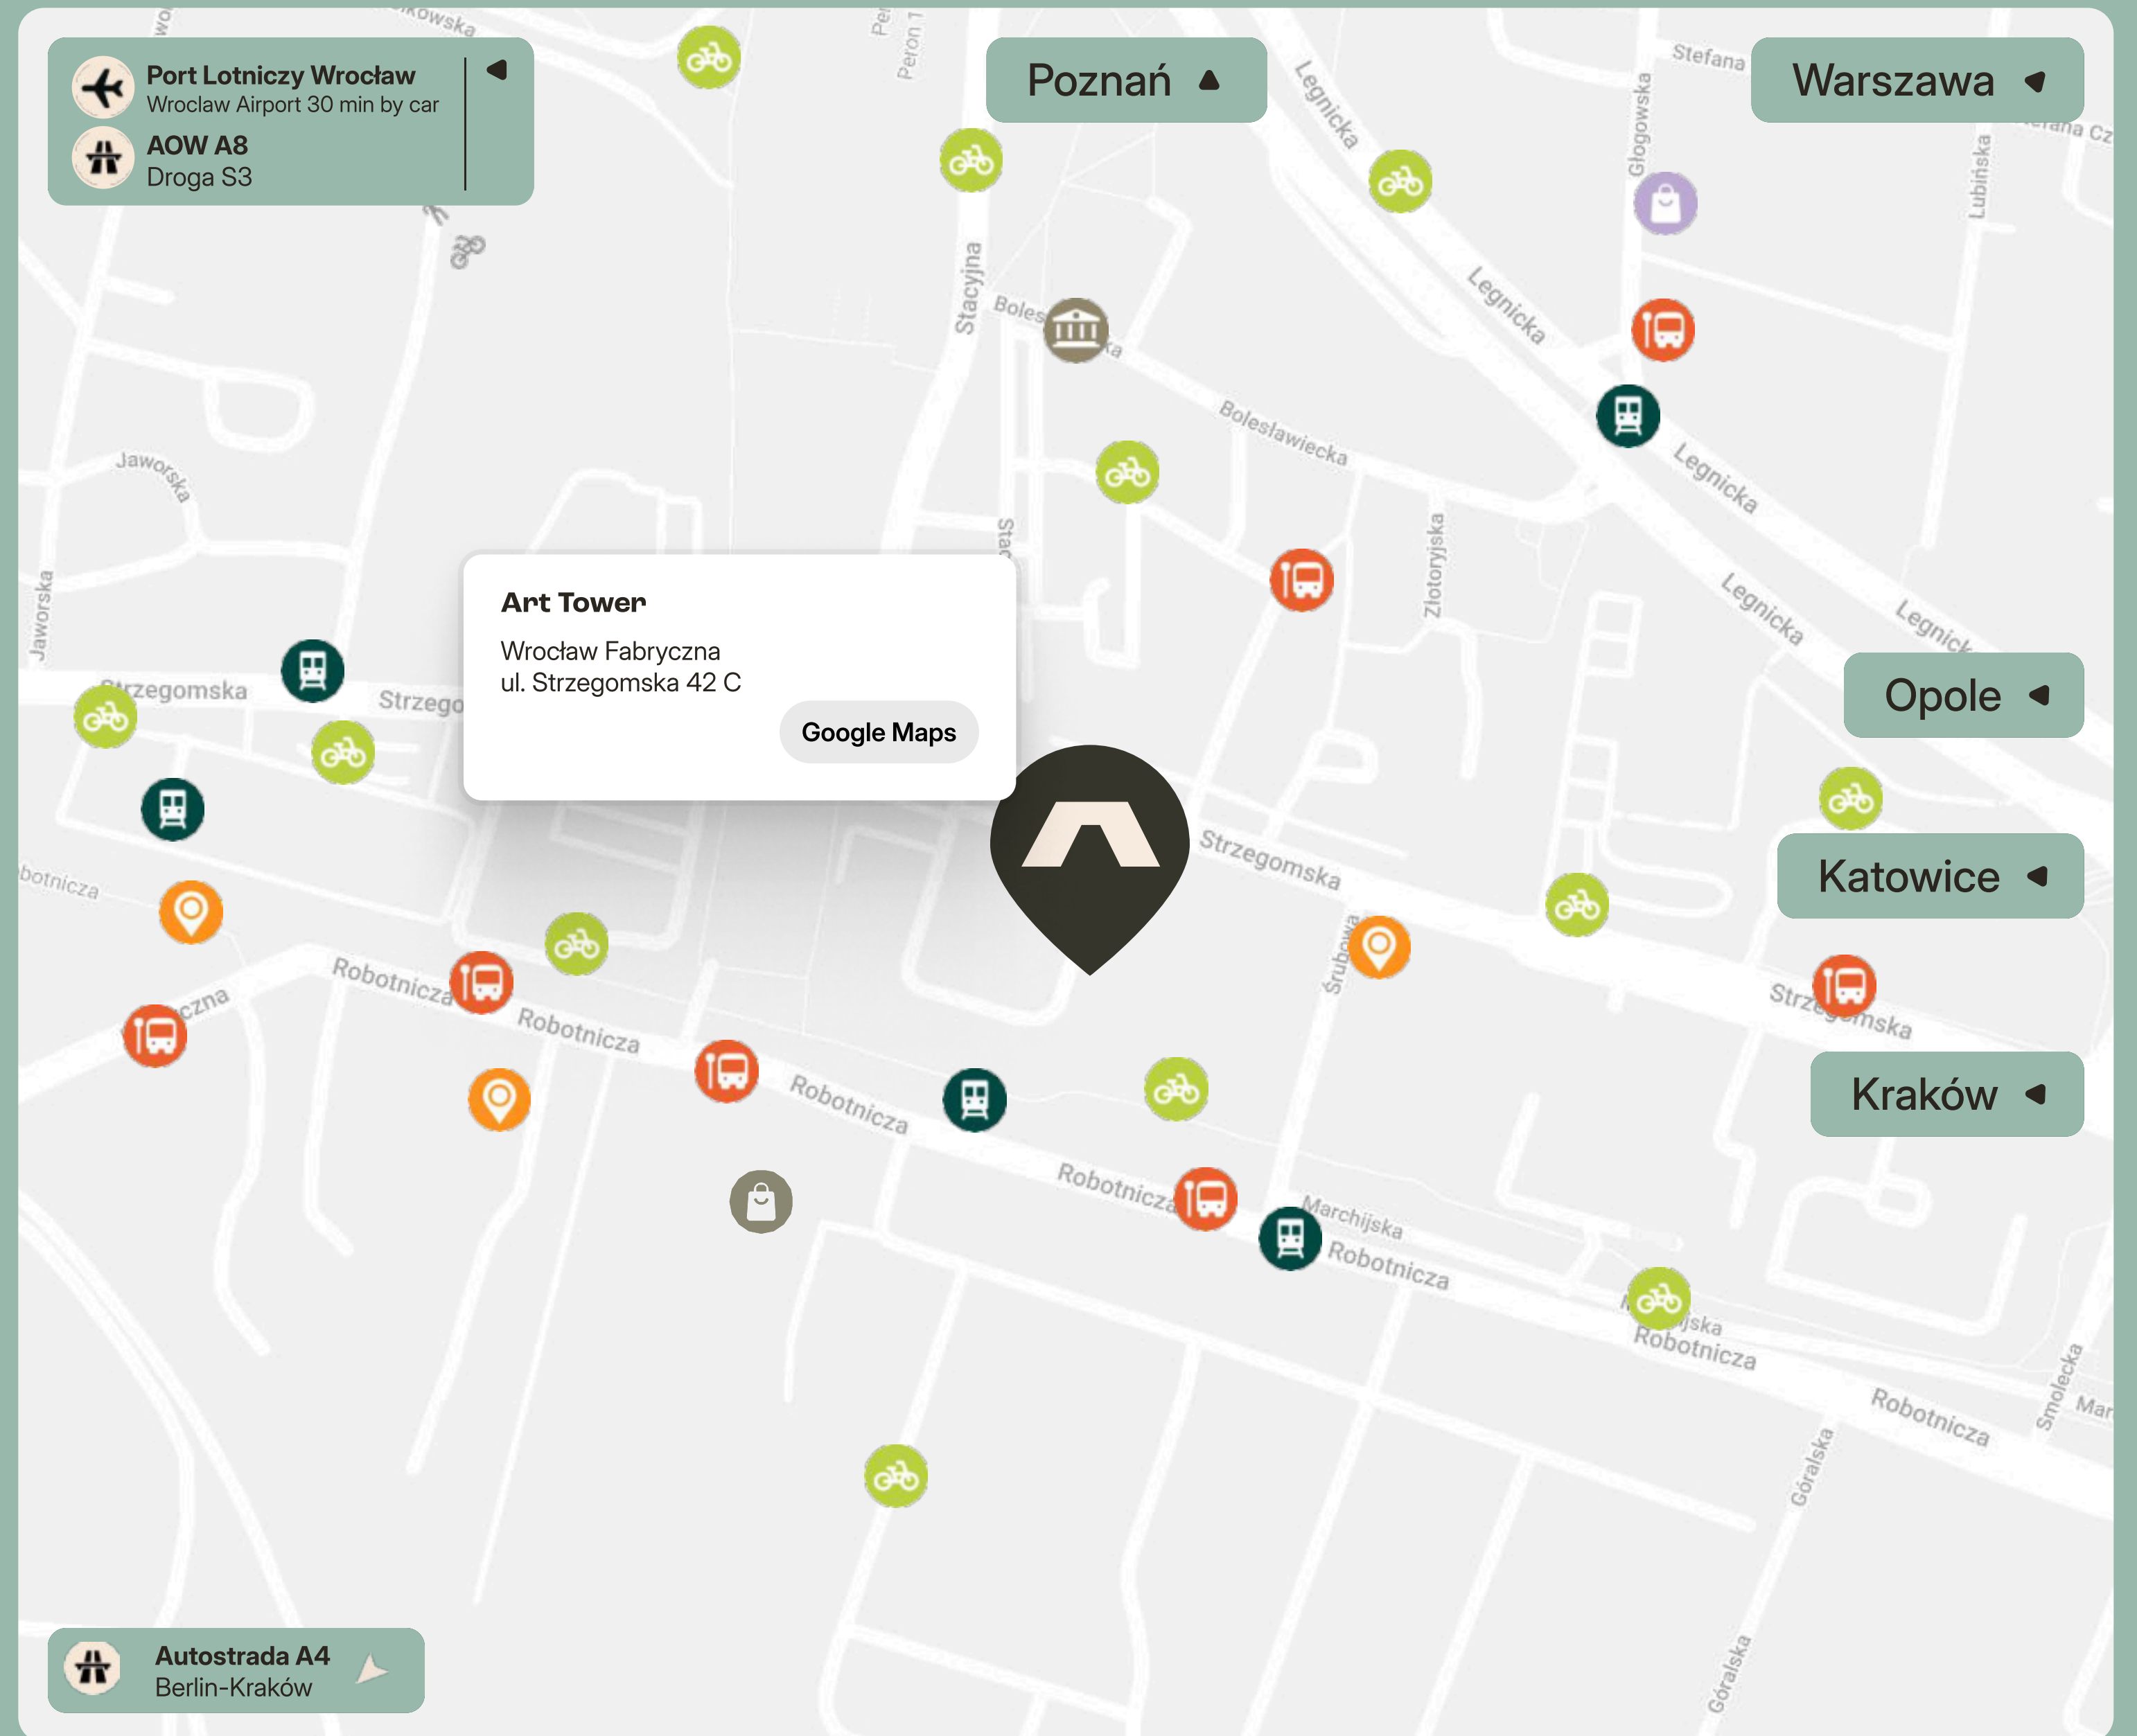 Port Lotniczy Wrocław
Wroclaw Airport 30 min by car
AOW A8
Droga S3
Poznań
Warszawa
Peron 1
Legnicka
Głogowska
Stefana
Lubińska
Stacyjna
Legnicka
Bolesławiecka
Legnicka
Jaworska
Złotoryjska
Jaworska
Legnicka
Art Tower
Wrocław Fabryczna
ul. Strzegomska 42 C
Google Maps
Opole
Strzegomska
Strzegomska
Katowice
Śrubowa
Robotnicza
Robotnicza
Strzegomska
Kraków
Robotnicza
Robotnicza
Marchijska
Robotnicza
Robotnicza
Smolecka
Robotnicza
Góralska
Góralska
Autostrada A4
Berlin-Kraków